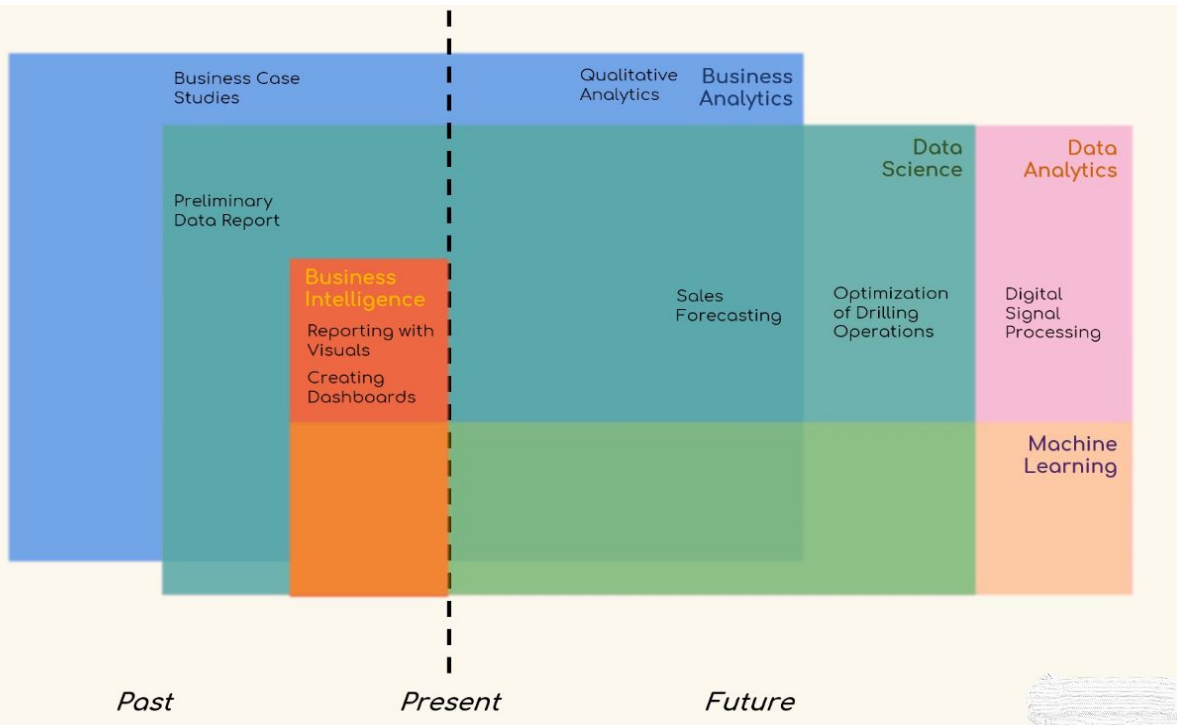 Business Case
Studies
Qualitative
Analytics
Business
Analytics
Data
Science
Data
Analytics
Preliminary
Data Report
Business
Intelligence
Reporting with
Visuals
Creating
Dashboards
Sales
Forecasting
Optimization
of Drilling
Operations
Digital
Signal
Processing
Machine
Learning
Past
Present
Future